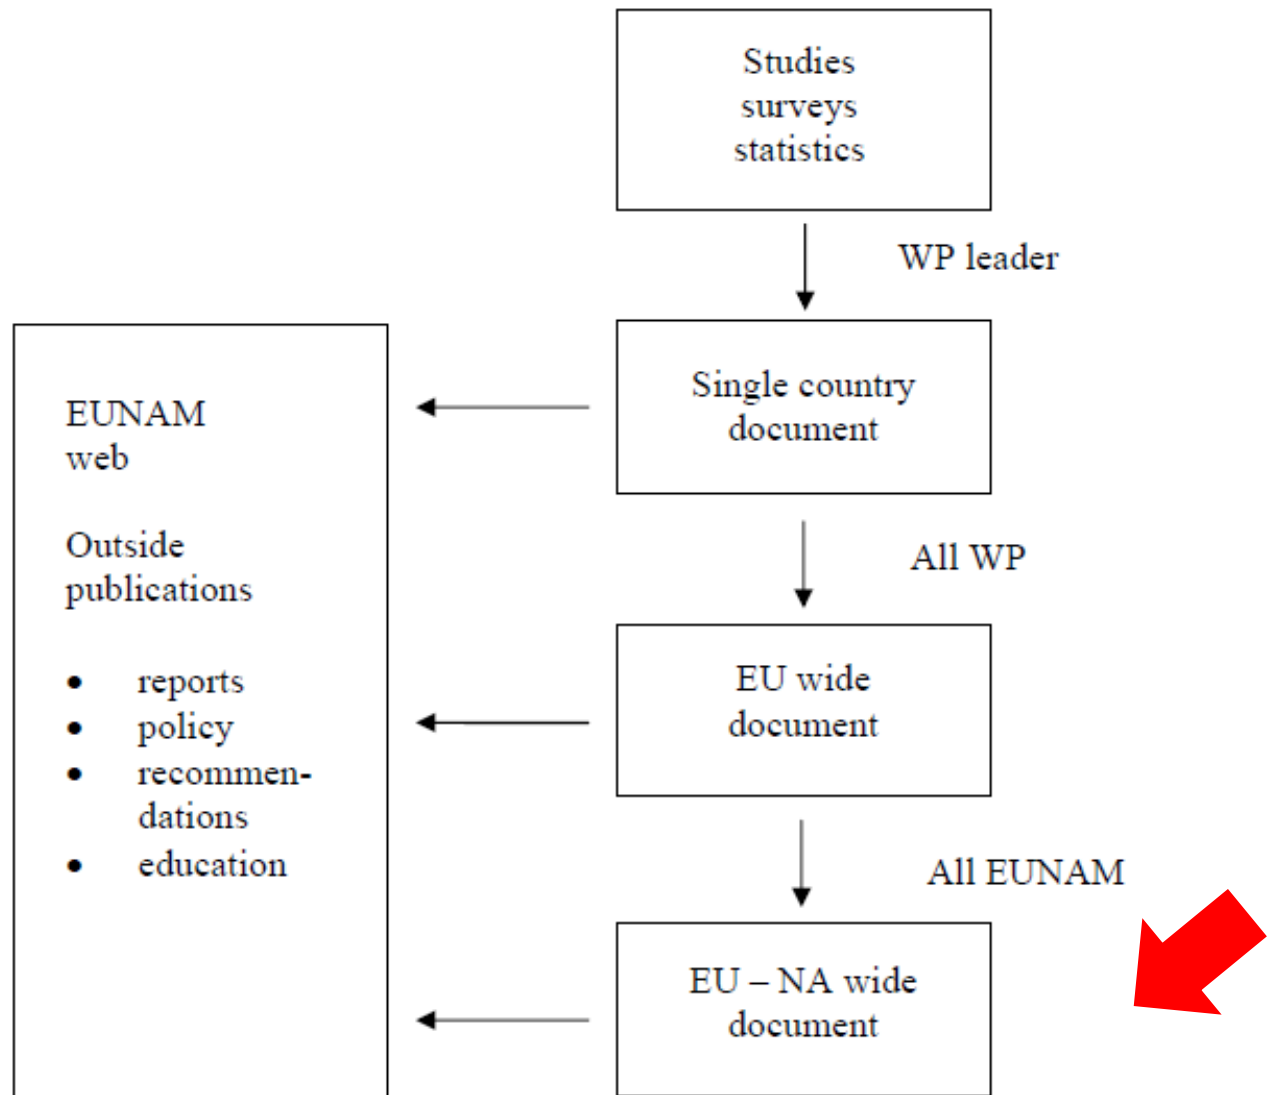 Studies
surveys
statistics
WP leader
Single country
document
All WP
EU wide
document
All EUNAM
EU – NA wide
document
EUNAM
web
Outside
publications
• reports
• policy
• recommen-
dations
• education